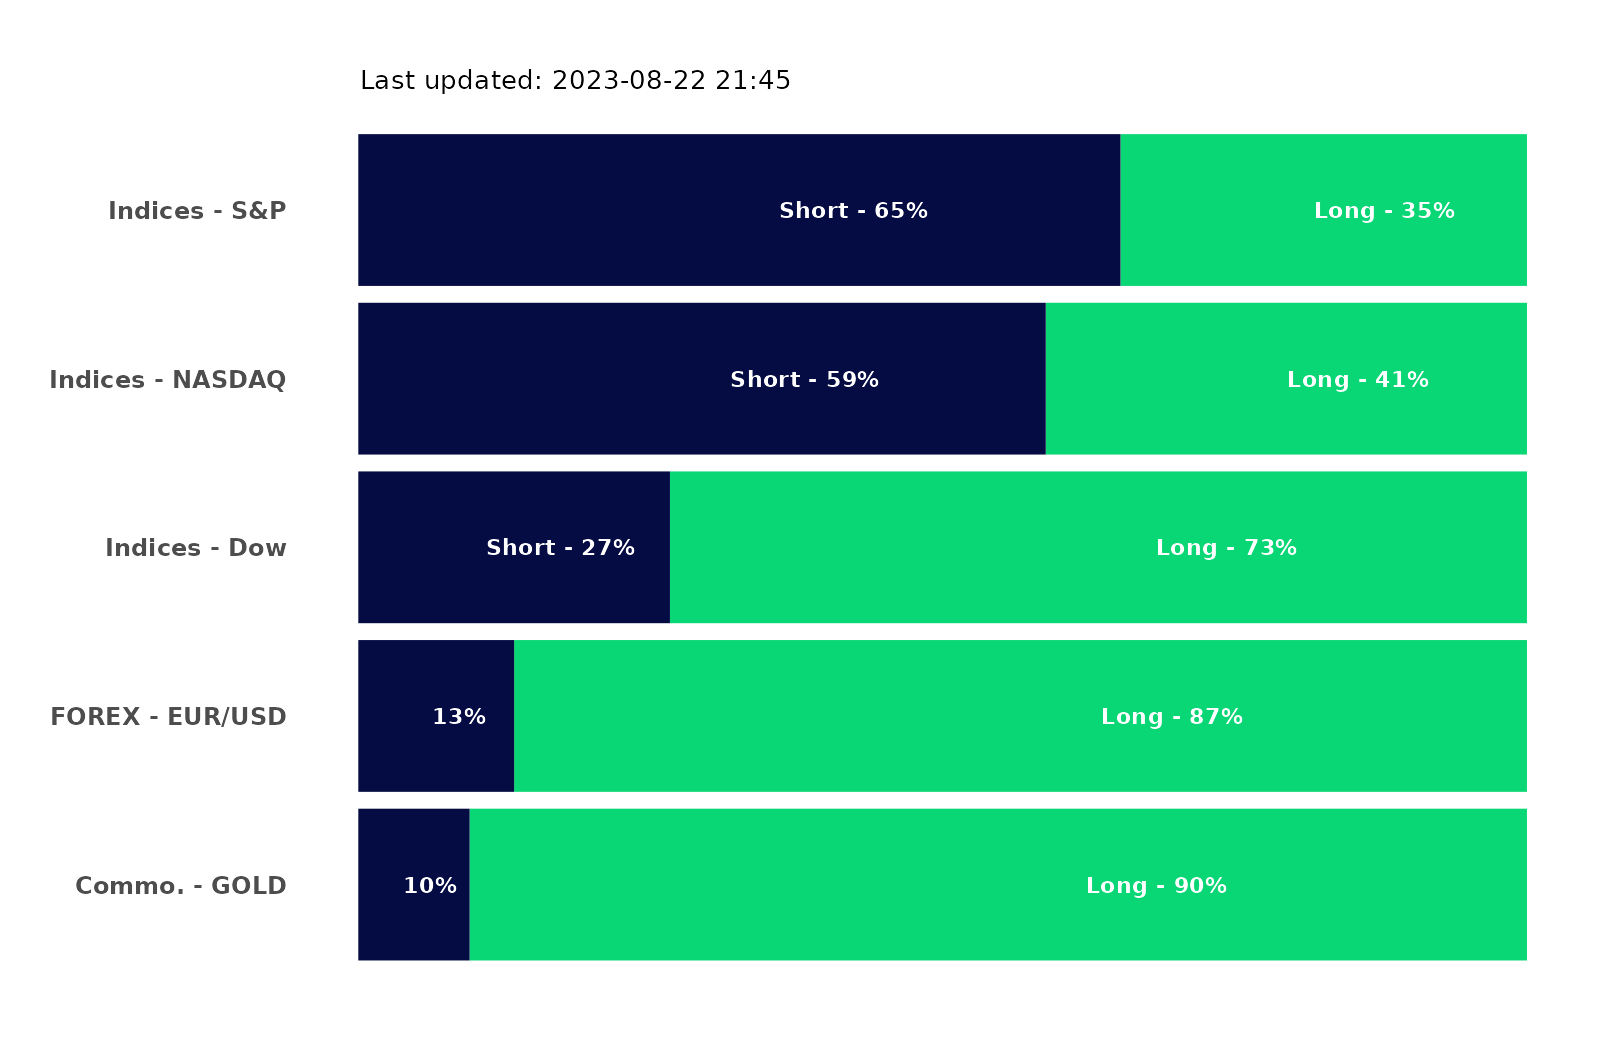 Last updated: 2023-08-22 21:45
Indices - S&P
Short - 65%
Long - 35%
Indices - NASDAQ
Short - 59%
Long - 41%
Indices - Dow
Short - 27%
Long - 73%
FOREX - EUR/USD
13%
Long - 87%
Commo. - GOLD
10%
Long - 90%